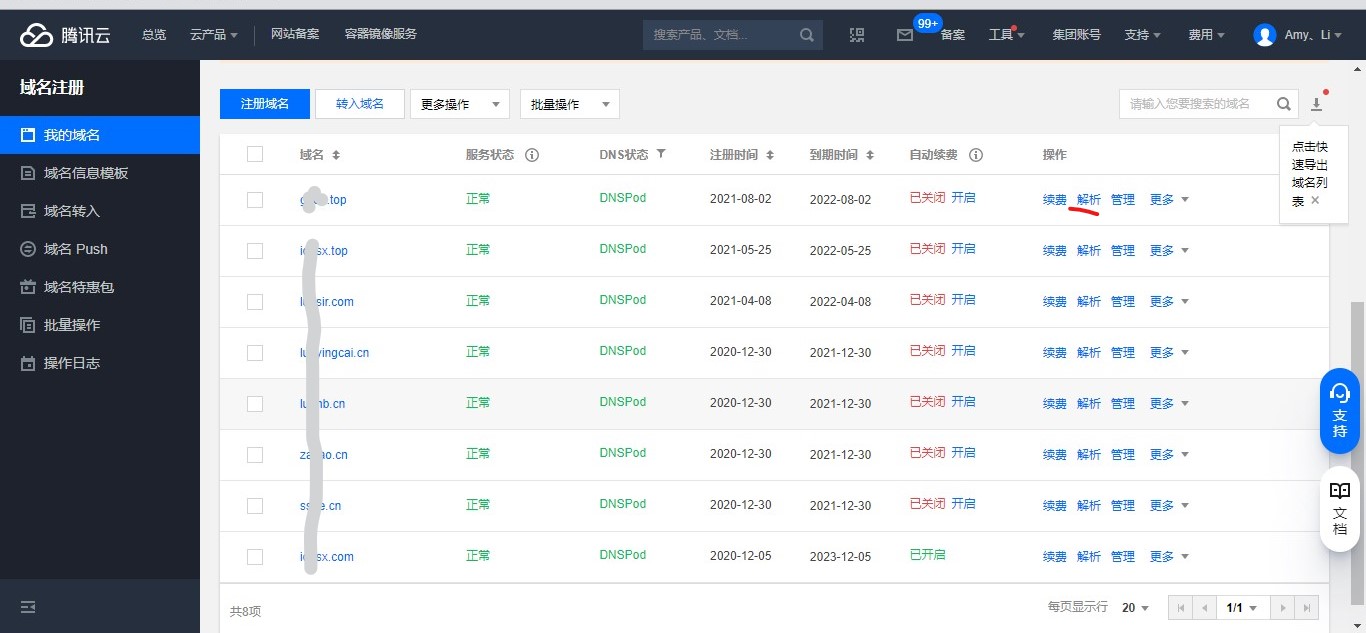 腾讯云 总览 云产品 网站备案 容器镜像服务 搜索产品、文档... 99+ 备案 工具 集团账号 支持 费用 Amy、Li
域名注册
我的域名
域名信息模板
域名转入
域名 Push
域名特惠包
批量操作
操作日志
注册域名 转入域名 更多操作 批量操作 请输入您要搜索的域名
点击快
速导出
域名列
表 ×
域名 服务状态 DNS状态 注册时间 到期时间 自动续费 操作
.top 正常 DNSPod 2021-08-02 2022-08-02 已关闭 开启 续费 解析 管理 更多
sx.top 正常 DNSPod 2021-05-25 2022-05-25 已关闭 开启 续费 解析 管理 更多
sir.com 正常 DNSPod 2021-04-08 2022-04-08 已关闭 开启 续费 解析 管理 更多
yingcai.cn 正常 DNSPod 2020-12-30 2021-12-30 已关闭 开启 续费 解析 管理 更多
nb.cn 正常 DNSPod 2020-12-30 2021-12-30 已关闭 开启 续费 解析 管理 更多
o.cn 正常 DNSPod 2020-12-30 2021-12-30 已关闭 开启 续费 解析 管理 更多
e.cn 正常 DNSPod 2020-12-30 2021-12-30 已关闭 开启 续费 解析 管理 更多
sx.com 正常 DNSPod 2020-12-05 2023-12-05 已开启 续费 解析 管理 更多
共8项 每页显示行 20 1/1
支
持
文
档